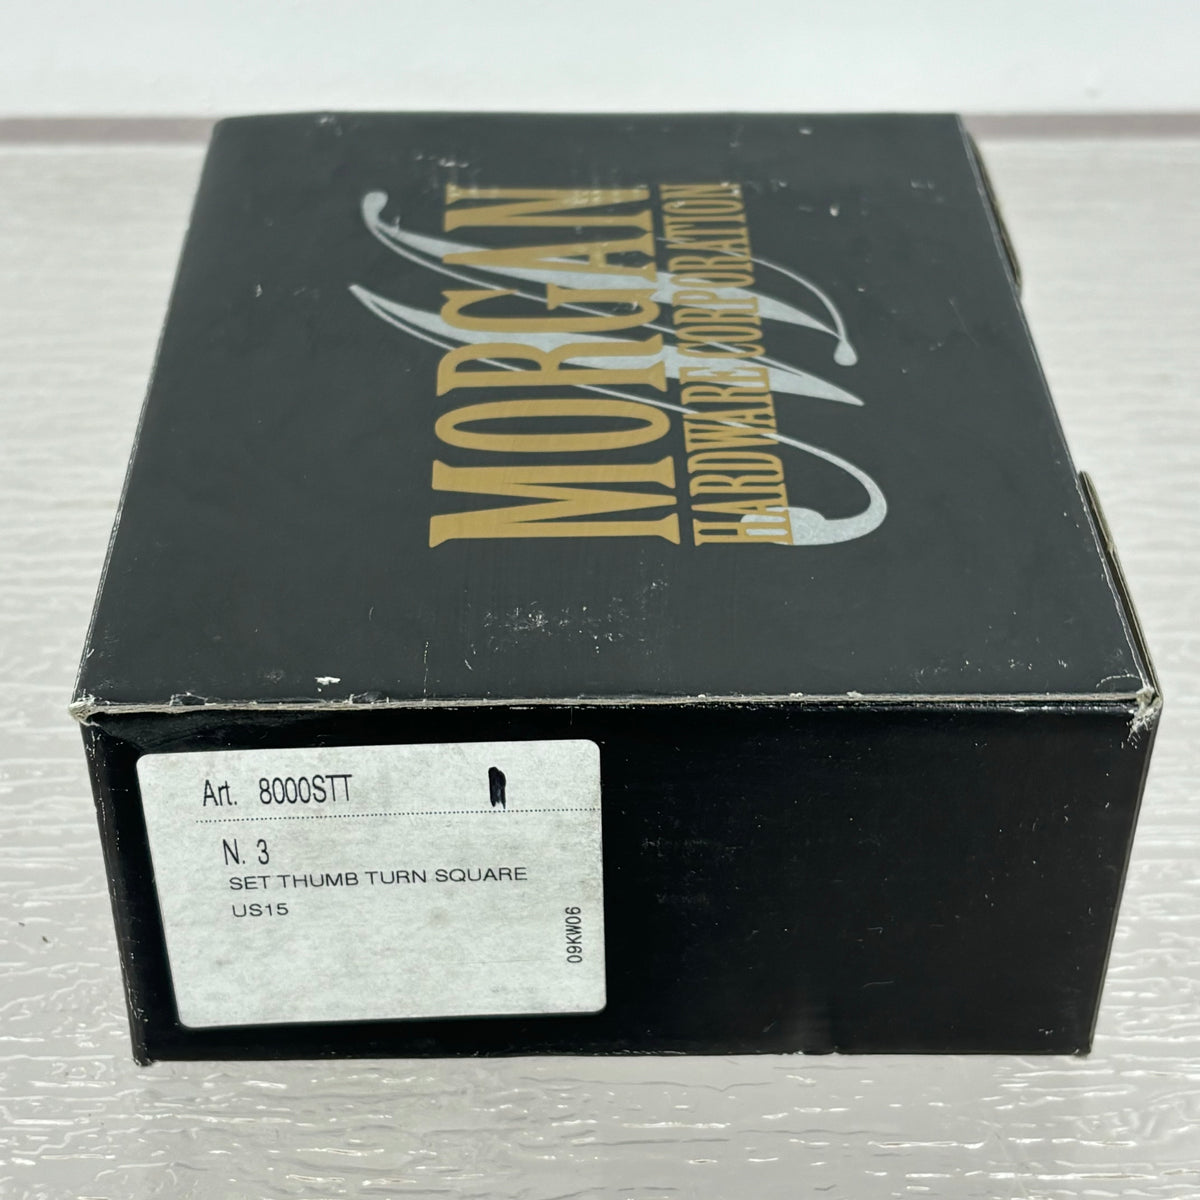 MORGAN
HARDWARE CORPORATION
Art. 8000STT
N. 3
SET THUMB TURN SQUARE
US15
09KW06